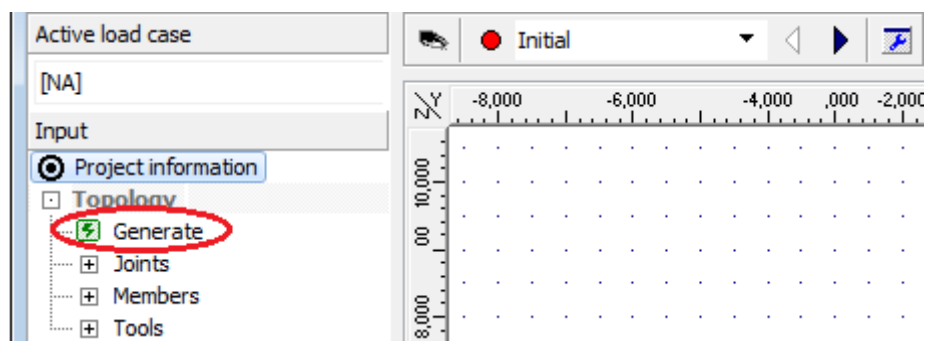 Active load case
[NA]
Input
Project information
Topology
Generate
Joints
Members
Tools
Initial
Y
Z
-8,000 -6,000 -4,000 ,000 -2,000
10,000
00
8,000